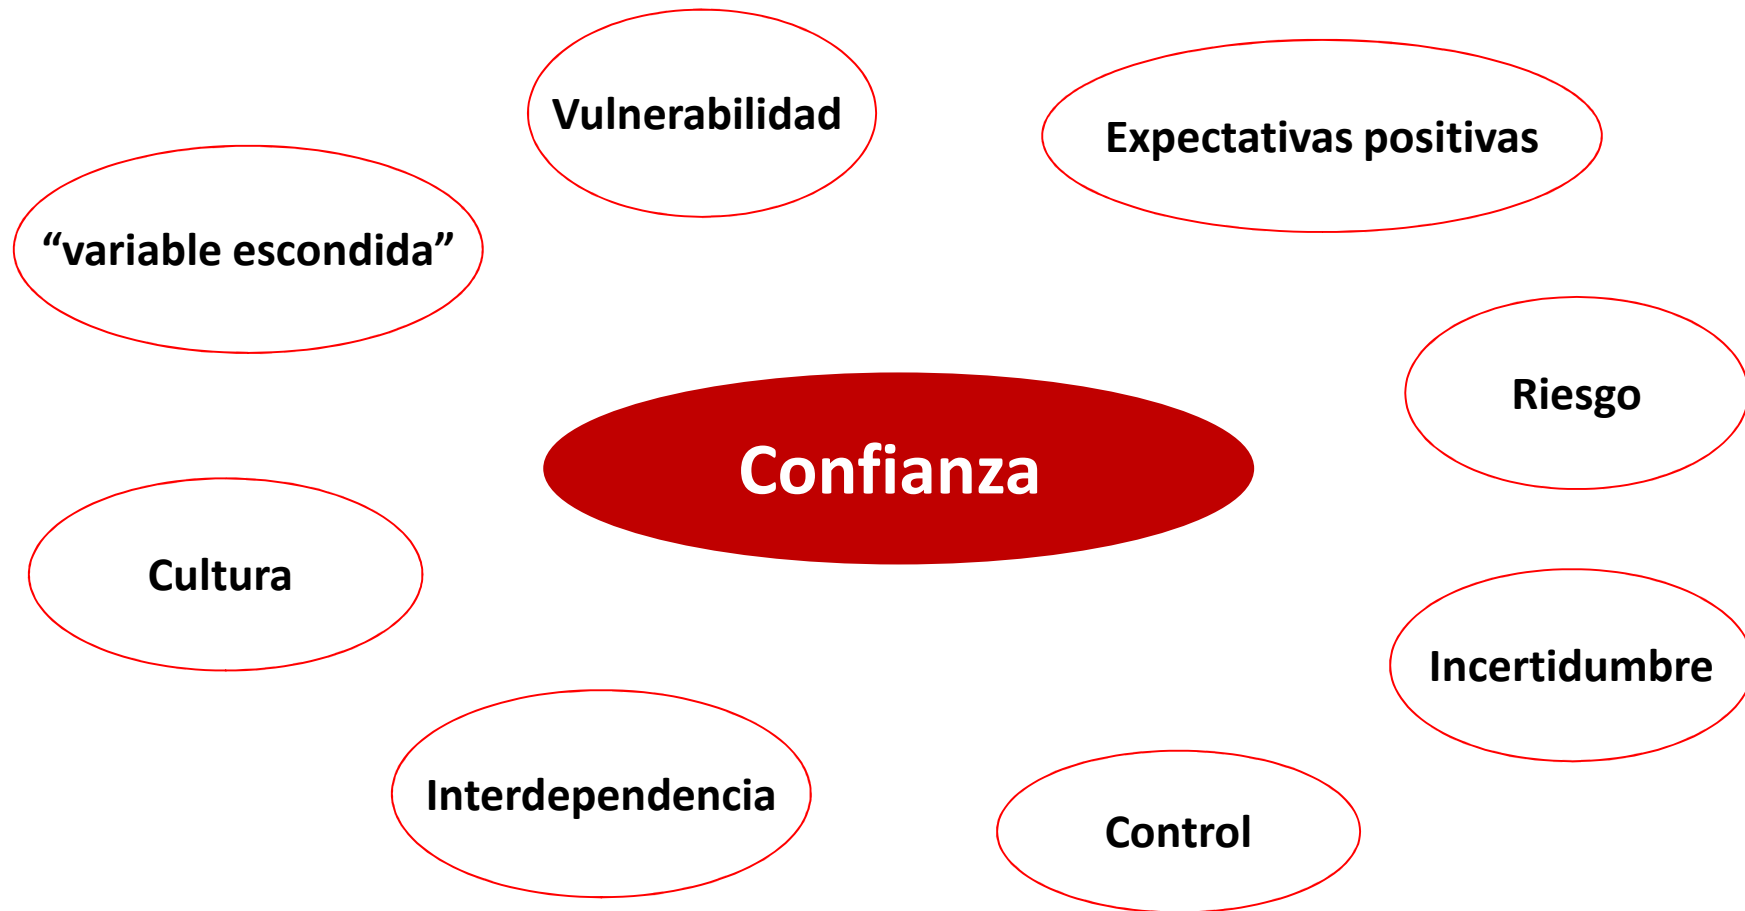 Vulnerabilidad
Expectativas positivas
“variable escondida”
Riesgo
Confianza
Cultura
Incertidumbre
Interdependencia
Control